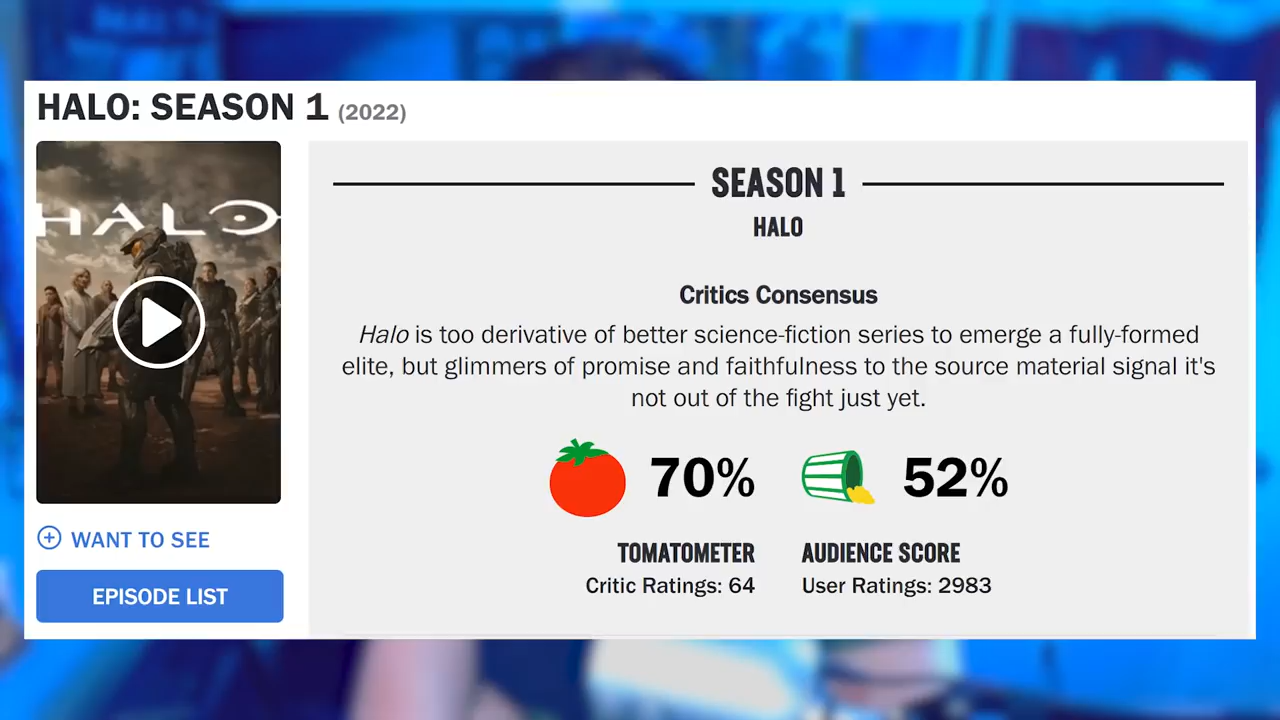 HALO: SEASON 1 (2022)
HALO
WANT TO SEE
EPISODE LIST
SEASON 1
HALO
Critics Consensus
Halo is too derivative of better science-fiction series to emerge a fully-formed
elite, but glimmers of promise and faithfulness to the source material signal it's
not out of the fight just yet.
70%
52%
TOMATOMETER
AUDIENCE SCORE
Critic Ratings: 64
User Ratings: 2983